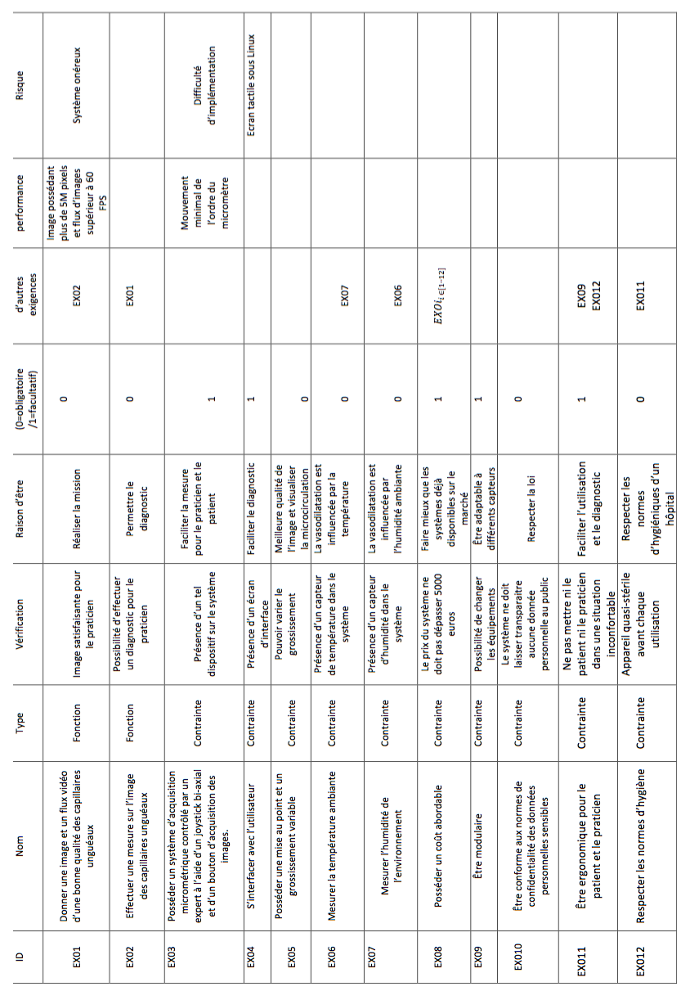 ID
Nom
Type
Vérification
Raison d'être
(0=obligatoire
/1=facultatif)
d'autres
exigences
performance
Risque
EX01
Donner une image et un flux vidéo
d'une bonne qualité des capillaires
unguéaux
Fonction
Image satisfaisante pour
le praticien
Réaliser la mission
0
EX02
Image possédant
plus de 5M pixels
et flux d'images
supérieur à 60
FPS
Système onéreux
EX02
Effectuer une mesure sur l'image
des capillaires unguéaux
Fonction
Possibilité d'effectuer
un diagnostic pour le
praticien
Permettre le
diagnostic
0
EX01
EX03
Posséder un système d'acquisition
micrométrique contrôlé par un
expert à l'aide d'un joystick bi-axial
et d'un bouton d'acquisition des
images.
Contrainte
Présence d'un tel
dispositif sur le système
Faciliter la mesure
pour le praticien et le
patient
1
Mouvement
minimal de
l'ordre du
micromètre
Difficulté
d'implémentation
EX04
S'interfacer avec l'utilisateur
Contrainte
Présence d'un écran
d'interface
Faciliter le diagnostic
1
Ecran tactile sous Linux
EX05
Posséder une mise au point et un
grossissement variable
Contrainte
Pouvoir varier le
grossissement
Meilleure qualité de
l'image et visualiser
la microcirculation
0
EX06
Mesurer la température ambiante
Contrainte
Présence d'un capteur
de température dans le
système
La vasodilatation est
influencée par la
température
0
EX07
EX07
Mesurer l'humidité de
l'environnement
Contrainte
Présence d'un capteur
d'humidité dans le
système
La vasodilatation est
influencée par
l'humidité ambiante
0
EX06
EX08
Posséder un coût abordable
Contrainte
Le prix du système ne
doit pas dépasser 5000
euros
Faire mieux que les
systèmes déjà
disponibles sur le
marché
1
EX0i i∈[1-12]
EX09
Être modulaire
Contrainte
Possibilité de changer
les équipements
Être adaptable à
différents capteurs
1
EX010
Être conforme aux normes de
confidentialité des données
personnelles sensibles
Contrainte
Le système ne doit
laisser transparaitre
aucune donnée
personnelle au public
Respecter la loi
0
EX011
Être ergonomique pour le
patient et le praticien
Contrainte
Ne pas mettre ni le
patient ni le praticien
dans une situation
inconfortable
Faciliter l'utilisation
et le diagnostic
1
EX09
EX012
EX012
Respecter les normes d'hygiène
Contrainte
Appareil quasi-stérile
avant chaque
utilisation
Respecter les
normes
d'hygiéniques d'un
hôpital
0
EX011